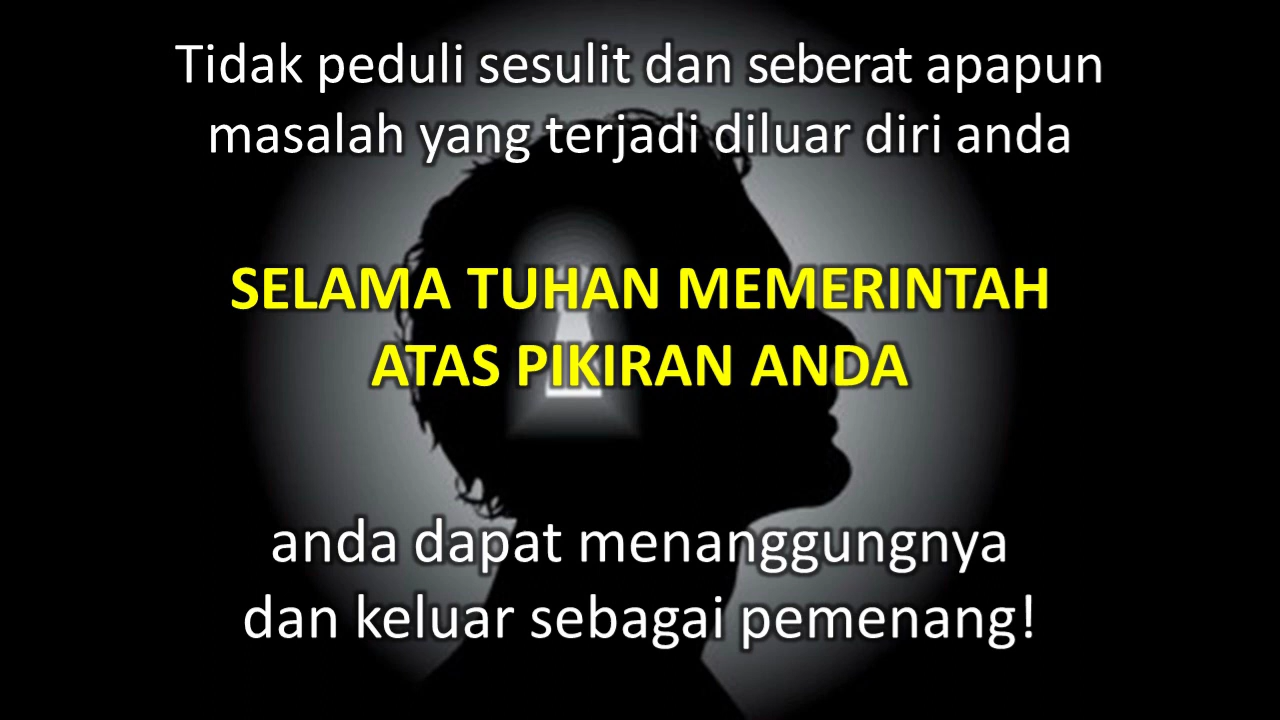 Tidak peduli sesulit dan seberat apapun
masalah yang terjadi diluar diri anda
SELAMA TUHAN MEMERINTAH
ATAS PIKIRAN ANDA
anda dapat menanggungnya
dan keluar sebagai pemenang!